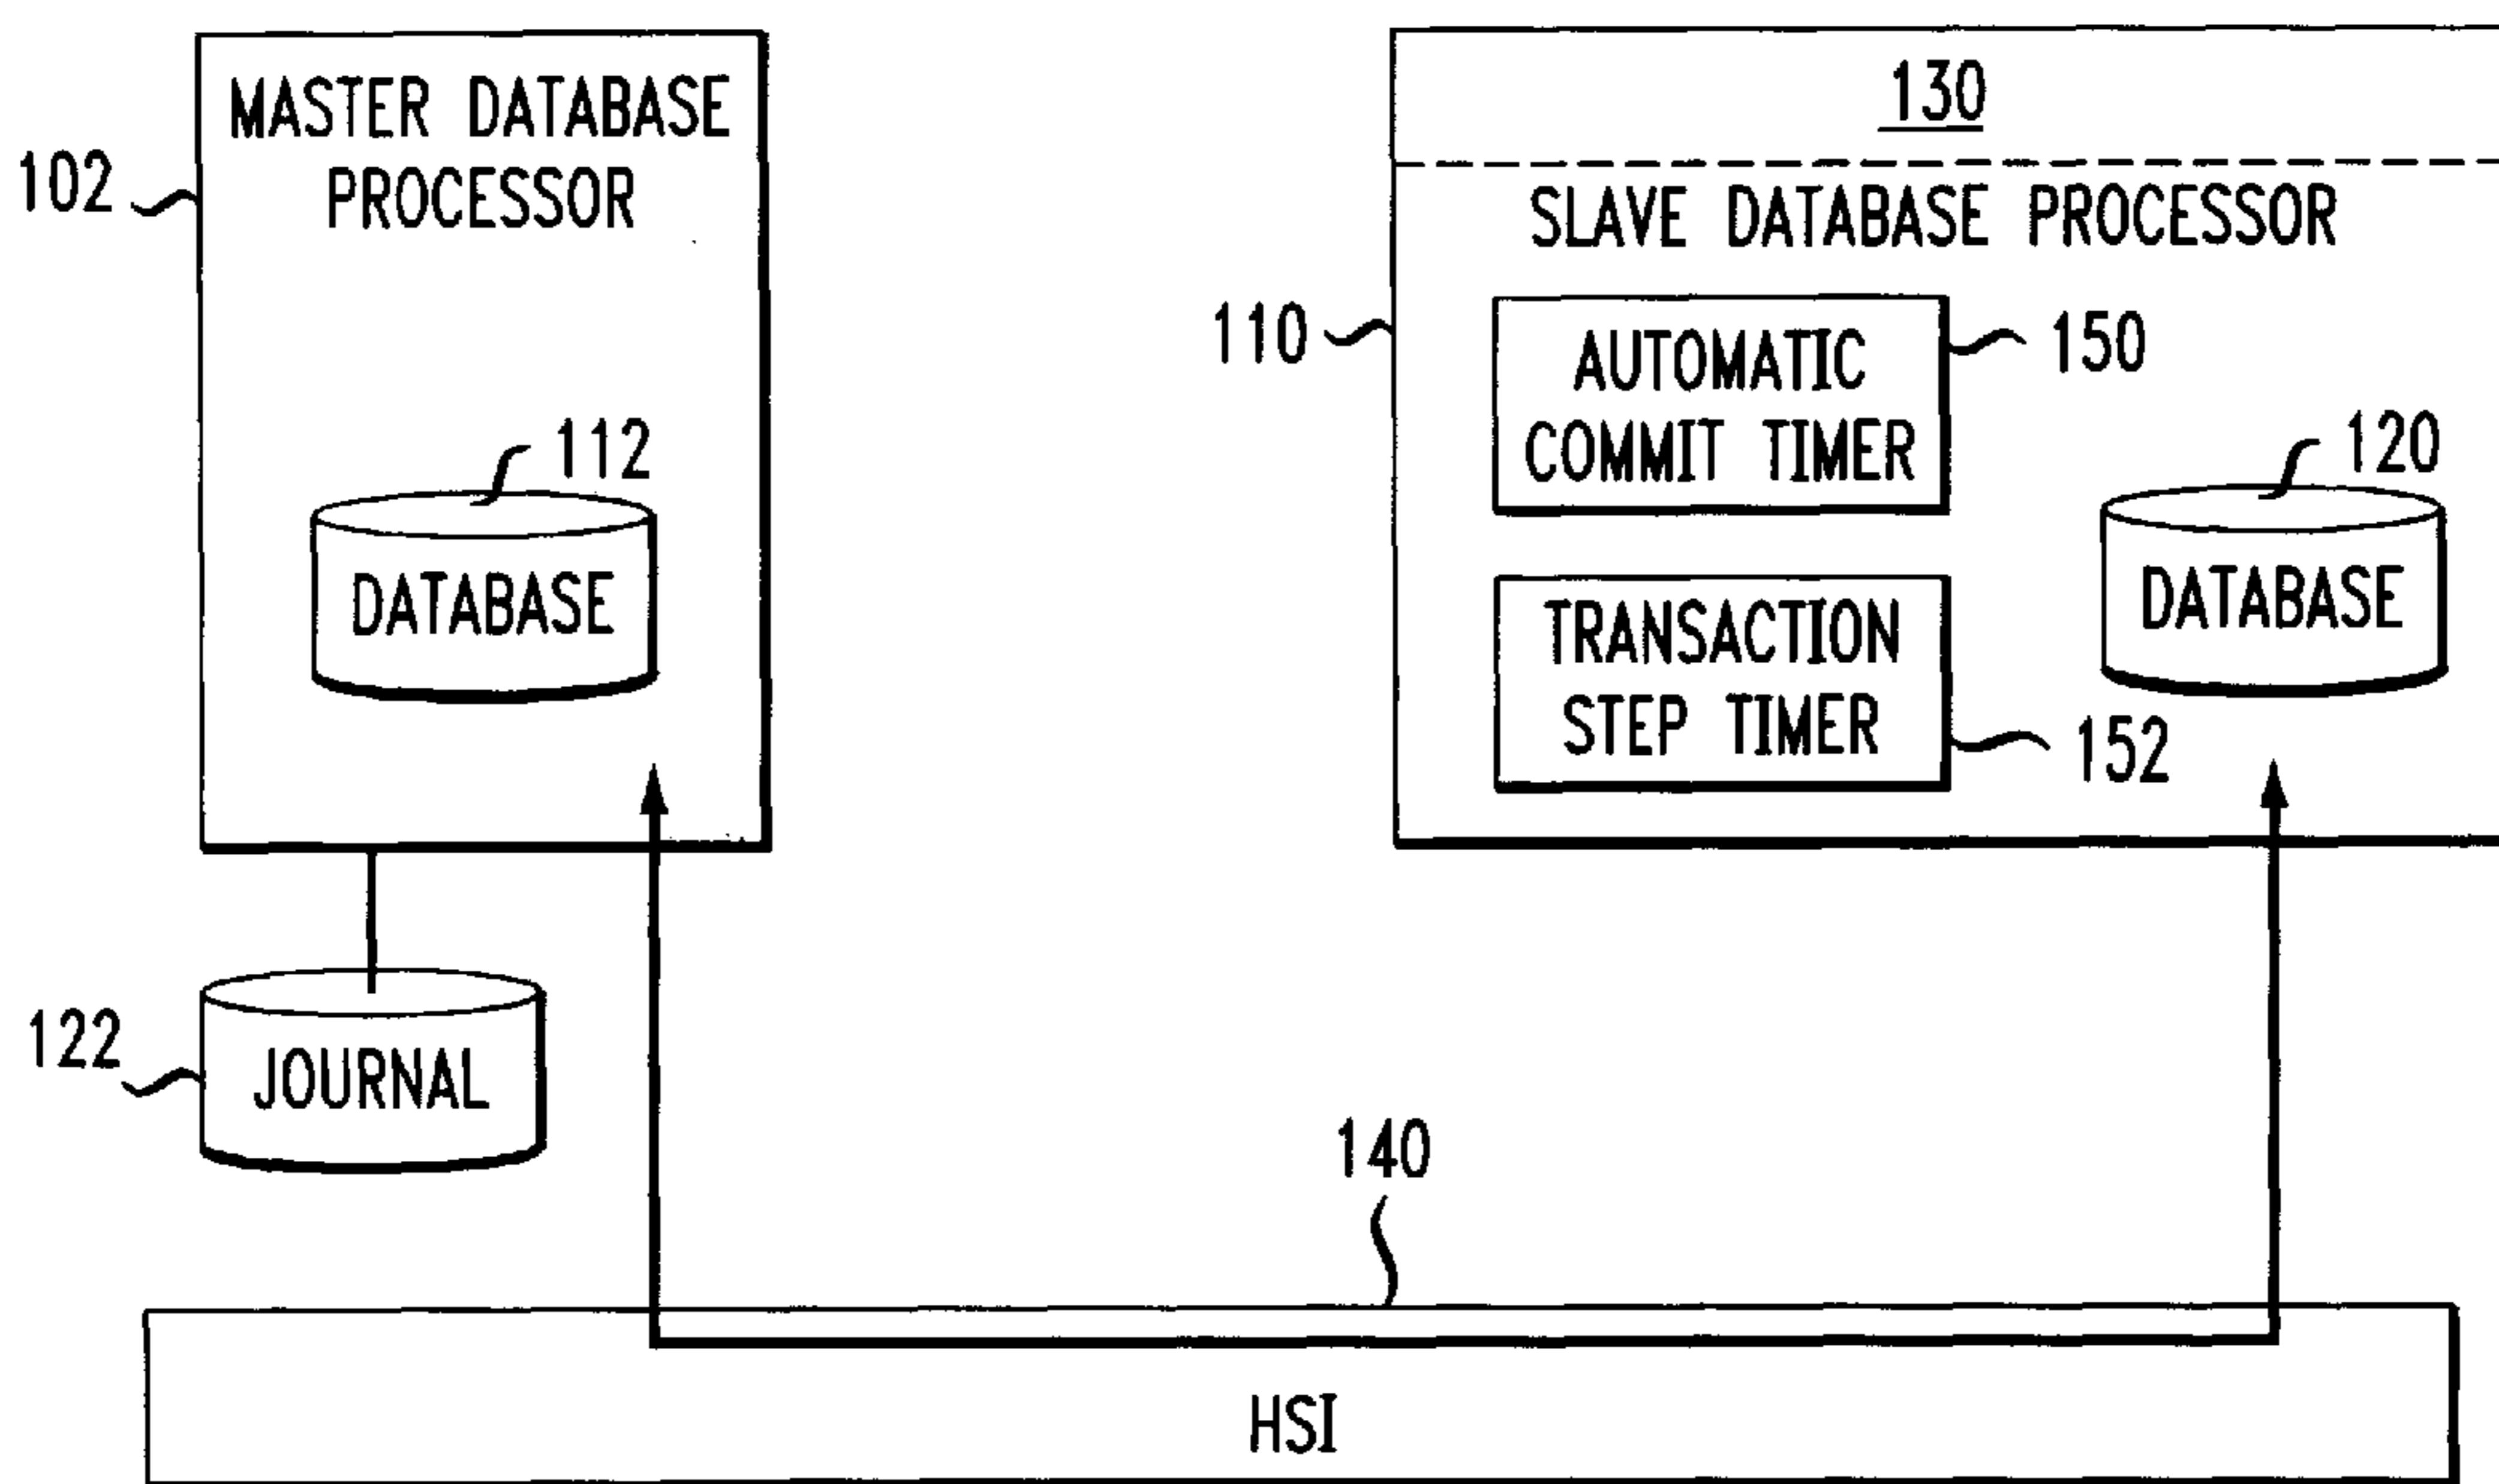 MASTER DATABASE
PROCESSOR
102
112
DATABASE
122
JOURNAL
130
SLAVE DATABASE PROCESSOR
110
AUTOMATIC
COMMIT TIMER
150
120
DATABASE
TRANSACTION
STEP TIMER
152
140
HSI